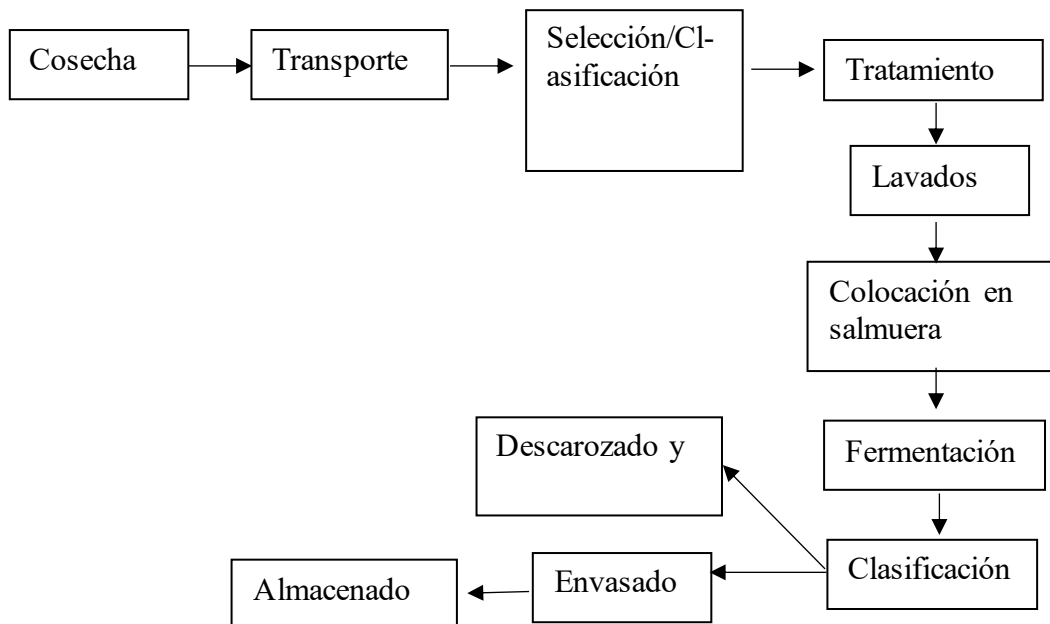 Cosecha
Transporte
Selección/Cl-
asificación
Tratamiento
Lavados
Colocación en
salmuera
Fermentación
Clasificación
Descarozado y
Envasado
Almacenado